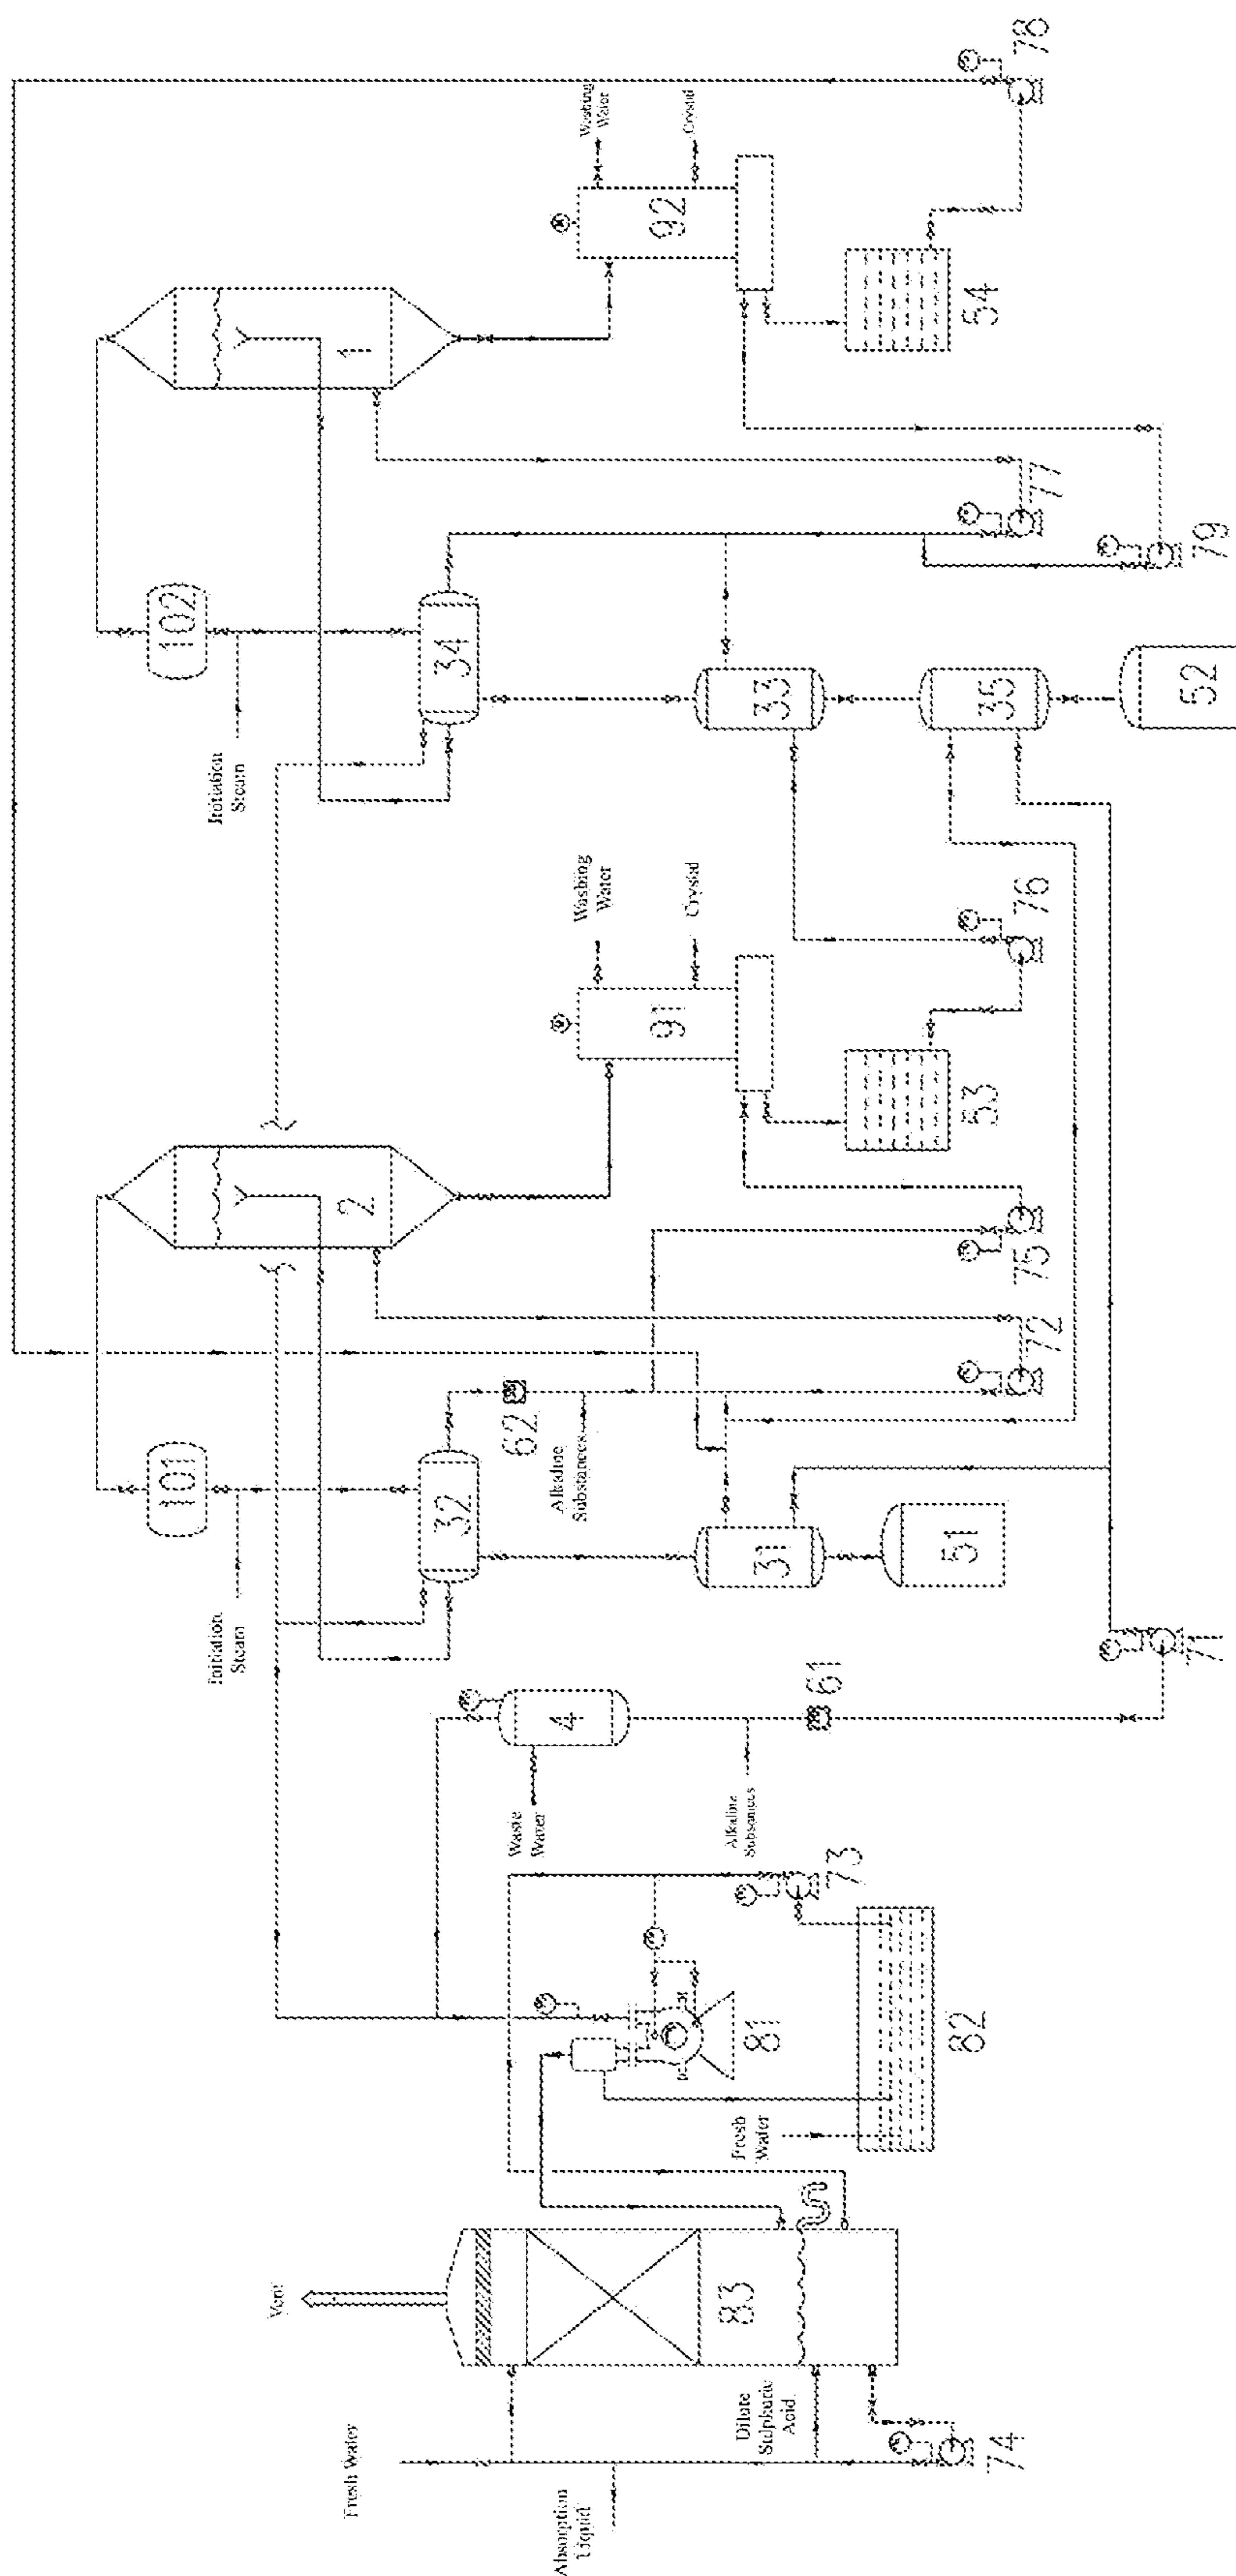 78
Washing
Water
Crystal
92
54
1
77
79
102
34
33
35
52
Initiation
Steam
Washing
Water
Crystal
76
91
53
2
75
72
62
Alkaline
Substances
101
32
31
51
Initiation
Steam
71
61
4
Waste
Water
Alkaline
Substances
73
81
82
Fresh
Water
Vent
83
Dilute
Sulphuric
Acid
74
Fresh Water
Absorption
Liquid